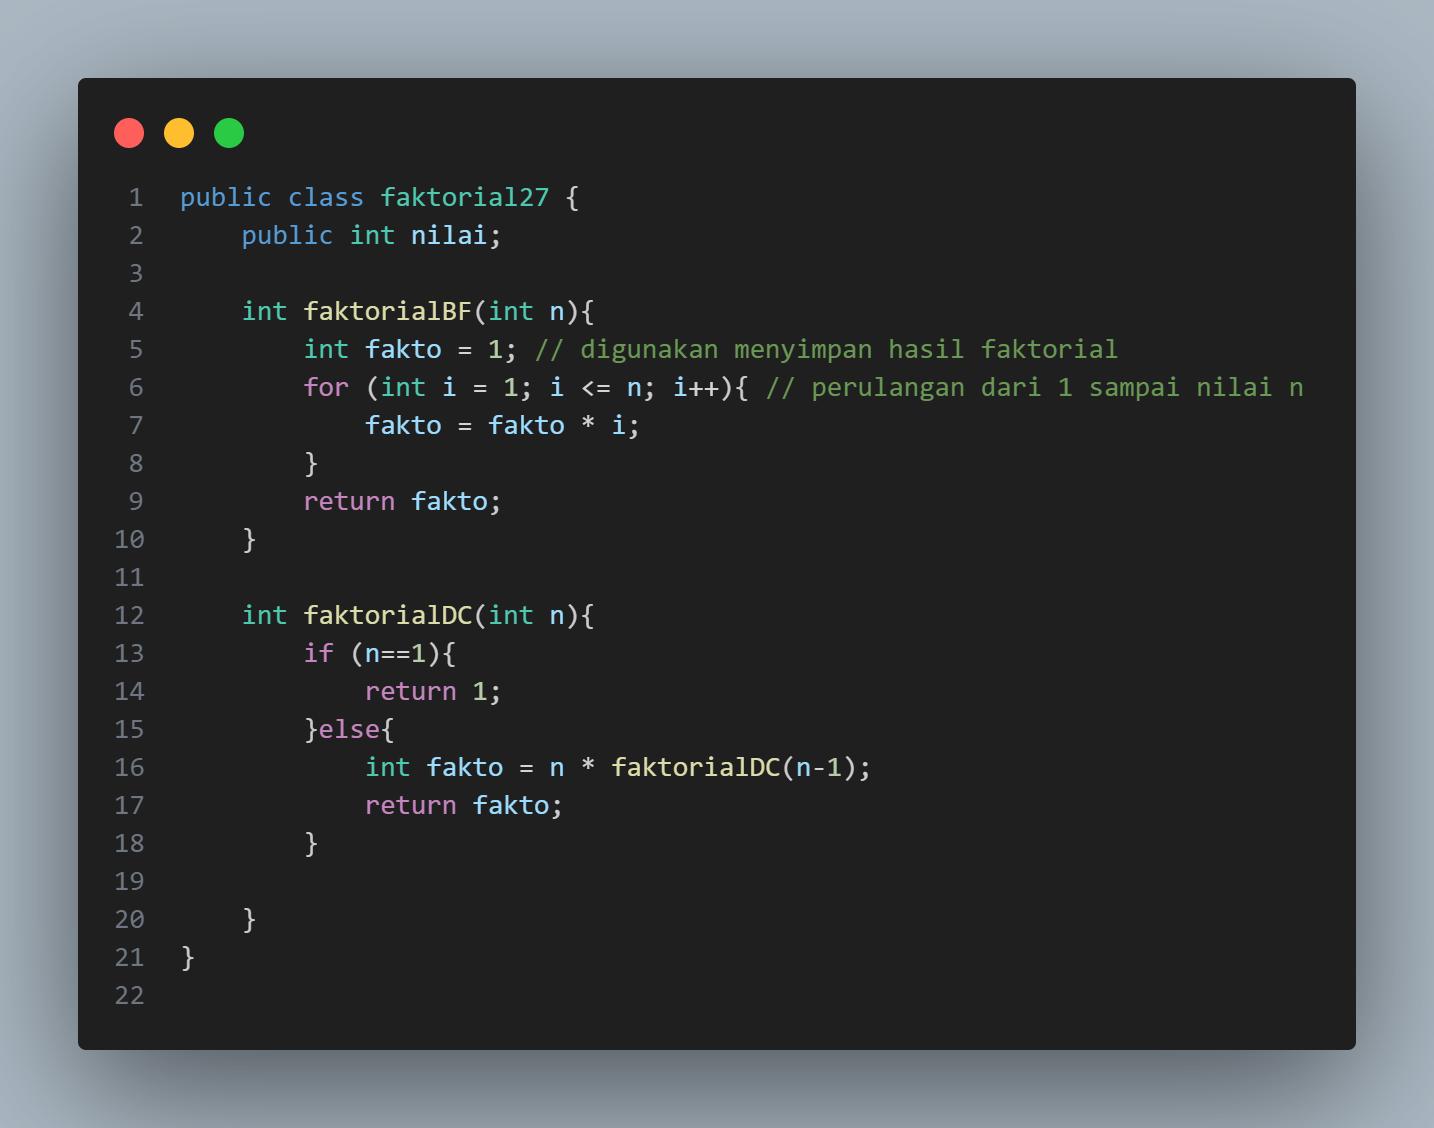 1 public class faktorial27 {
2     public int nilai;
3
4     int faktorialBF(int n){
5         int fakto = 1; // digunakan menyimpan hasil faktorial
6         for (int i = 1; i <= n; i++){ // perulangan dari 1 sampai nilai n
7             fakto = fakto * i;
8         }
9         return fakto;
10     }
11
12     int faktorialDC(int n){
13         if (n==1){
14             return 1;
15         }else{
16             int fakto = n * faktorialDC(n-1);
17             return fakto;
18         }
19
20     }
21 }
22